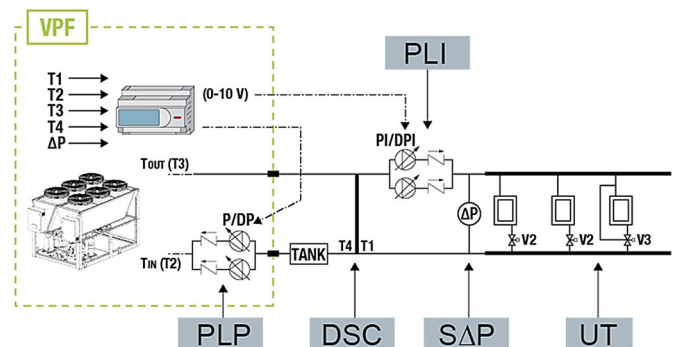 VPF
PLI
T1
T2
T3
T4
ΔP
(0-10 V)
PI/DPI
TOUT (T3)
P/DP
ΔP
V2
V2
V3
TIN (T2)
TANK
T4
T1
PLP
DSC
SΔP
UT